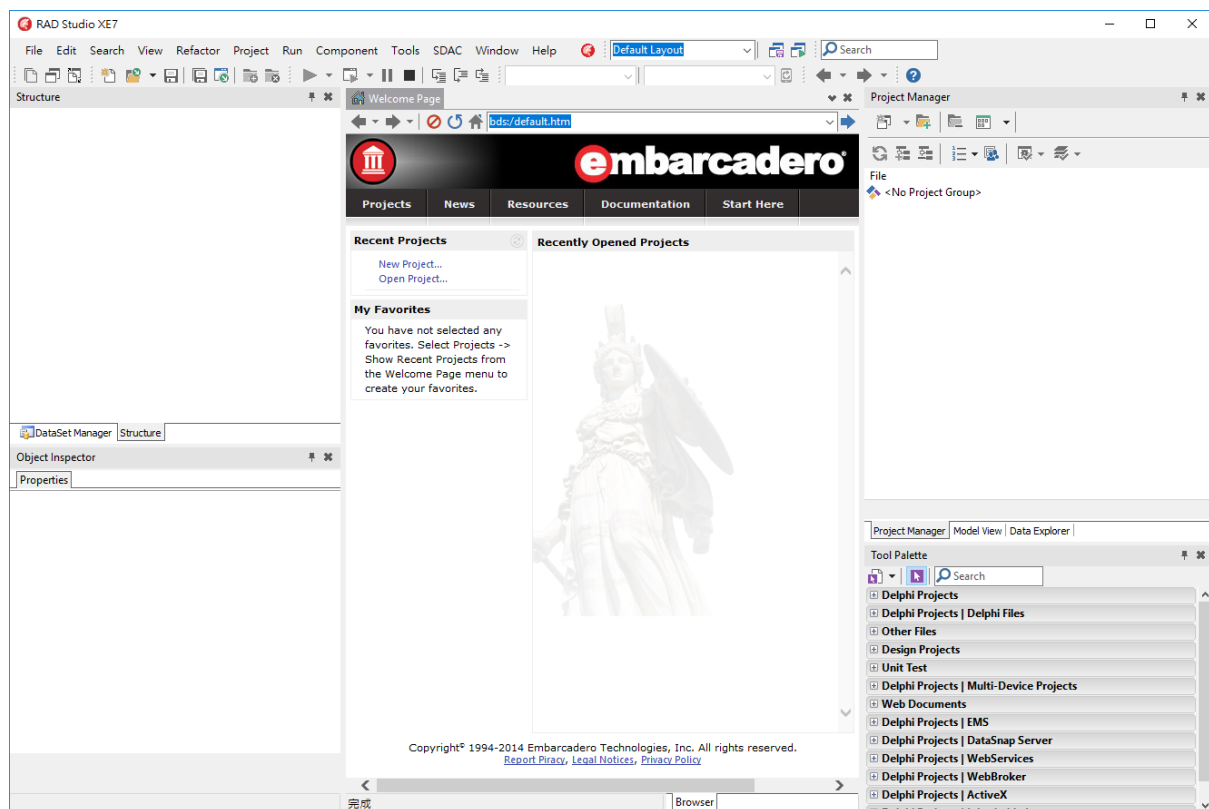 RAD Studio XE7
File Edit Search View Refactor Project Run Component Tools SDAC Window Help Default Layout Search
Structure
DataSet Manager Structure
Object Inspector
Properties
Welcome Page
bds:/default.htm
embarcadero
Projects News Resources Documentation Start Here
Recent Projects
New Project...
Open Project...
My Favorites
You have not selected any
favorites. Select Projects ->
Show Recent Projects from
the Welcome Page menu to
create your favorites.
Recently Opened Projects
Copyright© 1994-2014 Embarcadero Technologies, Inc. All rights reserved.
Report Piracy, Legal Notices, Privacy Policy
完成
Browser
Project Manager
File
<No Project Group>
Project Manager Model View Data Explorer
Tool Palette
Search
Delphi Projects
Delphi Projects | Delphi Files
Other Files
Design Projects
Unit Test
Delphi Projects | Multi-Device Projects
Web Documents
Delphi Projects | EMS
Delphi Projects | DataSnap Server
Delphi Projects | WebServices
Delphi Projects | WebBroker
Delphi Projects | ActiveX